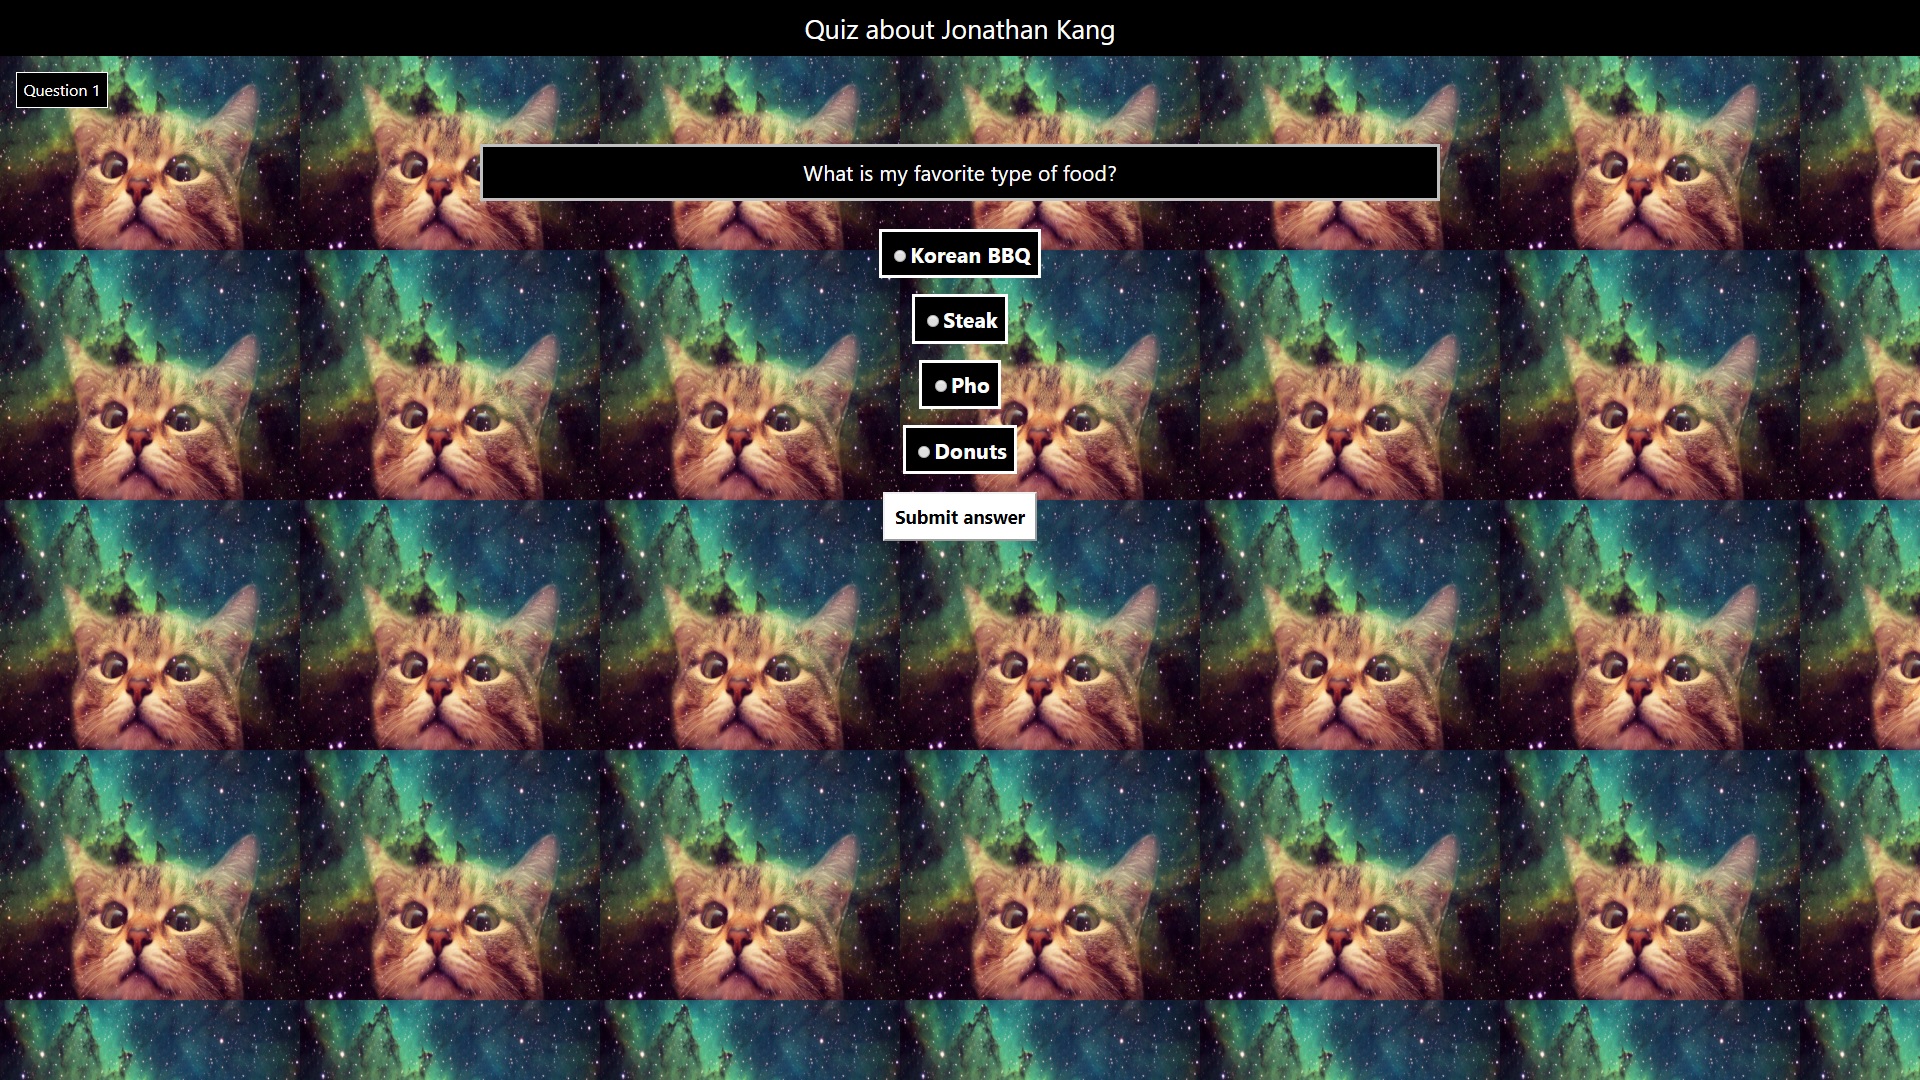 Quiz about Jonathan Kang
Question 1
What is my favorite type of food?
Korean BBQ
Steak
Pho
Donuts
Submit answer